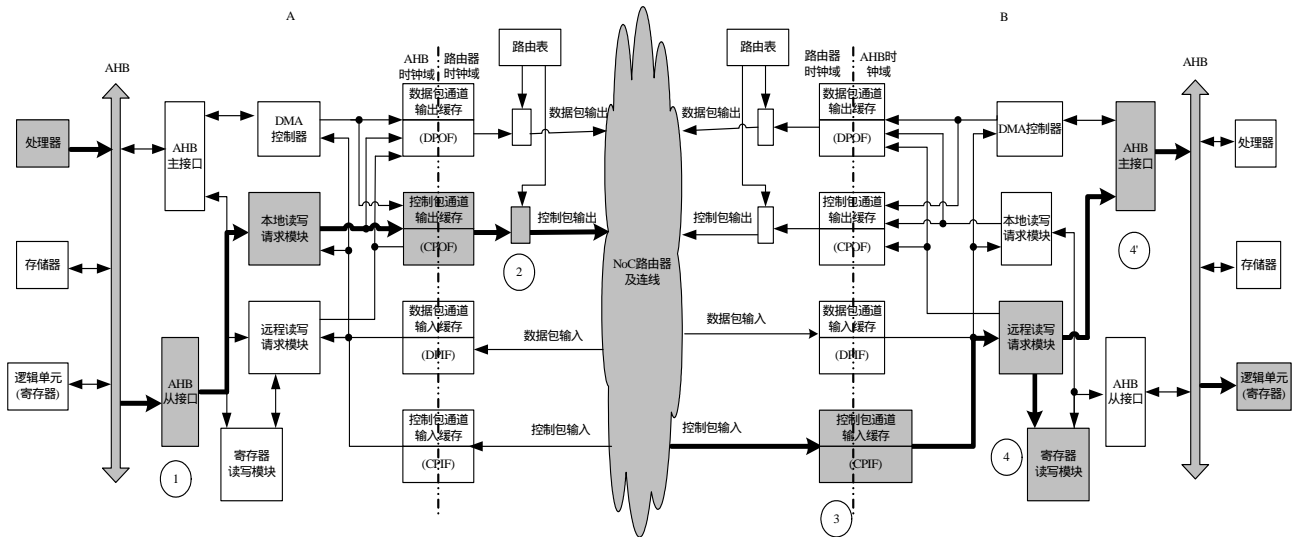 A
B
AHB
处理器
存储器
逻辑单元
(寄存器)
AHB
主接口
AHB
从接口
1
DMA
控制器
本地读写
请求模块
远程读写
请求模块
寄存器
读写模块
AHB
时钟域
路由器
时钟域
数据包通道
输出缓存
(DPOF)
控制包通道
输出缓存
(CPOF)
数据包通道
输入缓存
(DPIF)
控制包通道
输入缓存
(CPIF)
路由表
数据包输出
控制包输出
2
数据包输入
控制包输入
NoC路由器
及连线
路由表
数据包输出
控制包输出
数据包输入
控制包输入
路由器
时钟域
AHB时
钟域
数据包通道
输出缓存
(DPOF)
控制包通道
输出缓存
(CPOF)
数据包通道
输入缓存
(DPIF)
控制包通道
输入缓存
(CPIF)
3
DMA控制器
本地读写
请求模块
远程读写
请求模块
4
寄存器
读写模块
AHB
主接口
4'
AHB
从接口
AHB
处理器
存储器
逻辑单元
(寄存器)